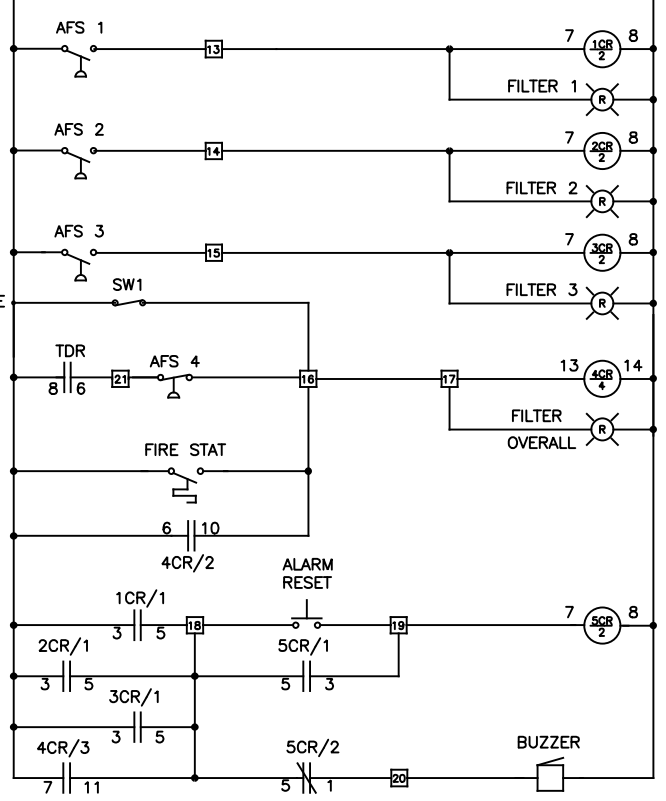 AFS 1
13
7
1CR
2
8
FILTER 1
R
AFS 2
14
7
2CR
2
8
FILTER 2
R
AFS 3
15
7
3CR
2
8
FILTER 3
R
E
SW1
TDR
8
6
21
AFS 4
16
17
13
4CR
4
14
FILTER
OVERALL
R
FIRE STAT
6
10
4CR/2
ALARM
RESET
1CR/1
3
5
18
19
7
5CR
2
8
2CR/1
3
5
5CR/1
5
3
3CR/1
3
5
4CR/3
7
11
5CR/2
5
1
20
BUZZER